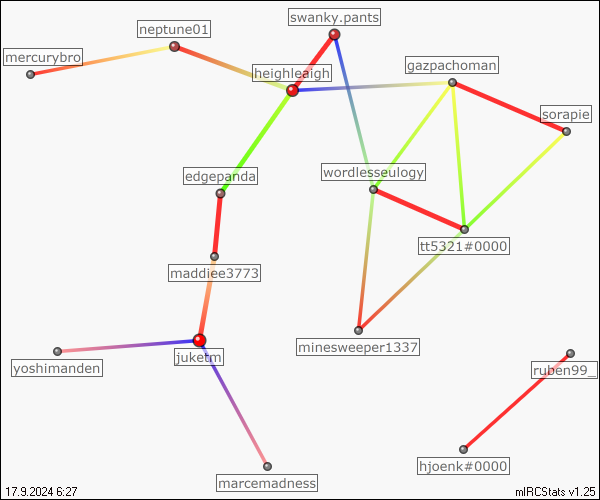 swanky.pants
neptune01
mercurybro
heighleaigh
gazpachoman
sorapie
edgepanda
wordlesseulogy
tt5321#0000
maddiee3773
minesweeper1337
juketm
yoshimanden
ruben99_
hjoenk#0000
marcemadness
17.9.2024 6:27
mIRCStats v1.25